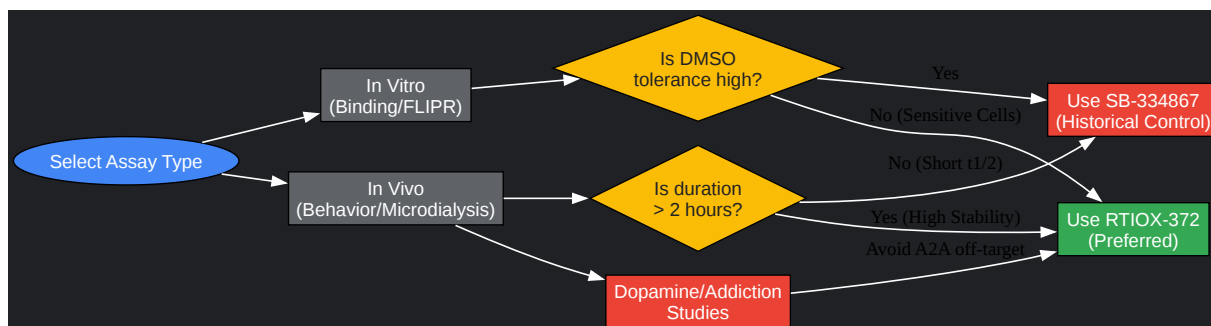 Select Assay Type
In Vitro
(Binding/FLIPR)
In Vivo
(Behavior/Microdialysis)
Is DMSO
tolerance high?
Is duration
> 2 hours?
Dopamine/Addiction
Studies
Yes
No (Sensitive Cells)
No (Short t1/2)
Yes (High Stability)
Avoid A2A off-target
Use SB-334867
(Historical Control)
Use RTIOX-372
(Preferred)